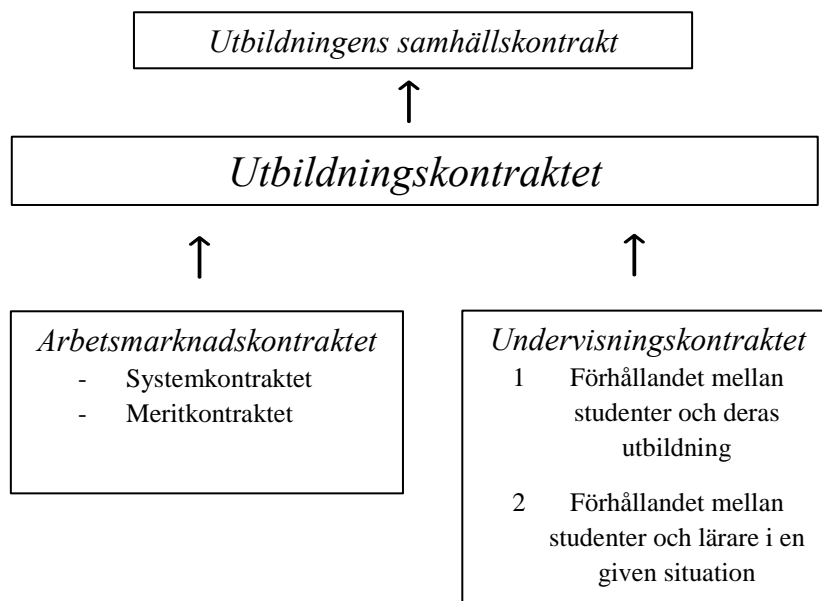 Utbildningens samhällskontrakt
Utbildningskontraktet
Arbetsmarknadskontraktet
- Systemkontraktet
- Meritkontraktet
Undervisningskontraktet
1 Förhållandet mellan
studenter och deras
utbildning
2 Förhållandet mellan
studenter och lärare i en
given situation